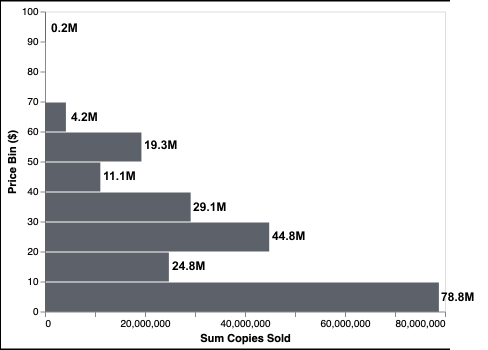 100
0.2M
90
80
70
4.2M
60
19.3M
50
11.1M
40
29.1M
30
44.8M
20
24.8M
10
78.8M
0
Price Bin ($)
0 20,000,000 40,000,000 60,000,000 80,000,000
Sum Copies Sold